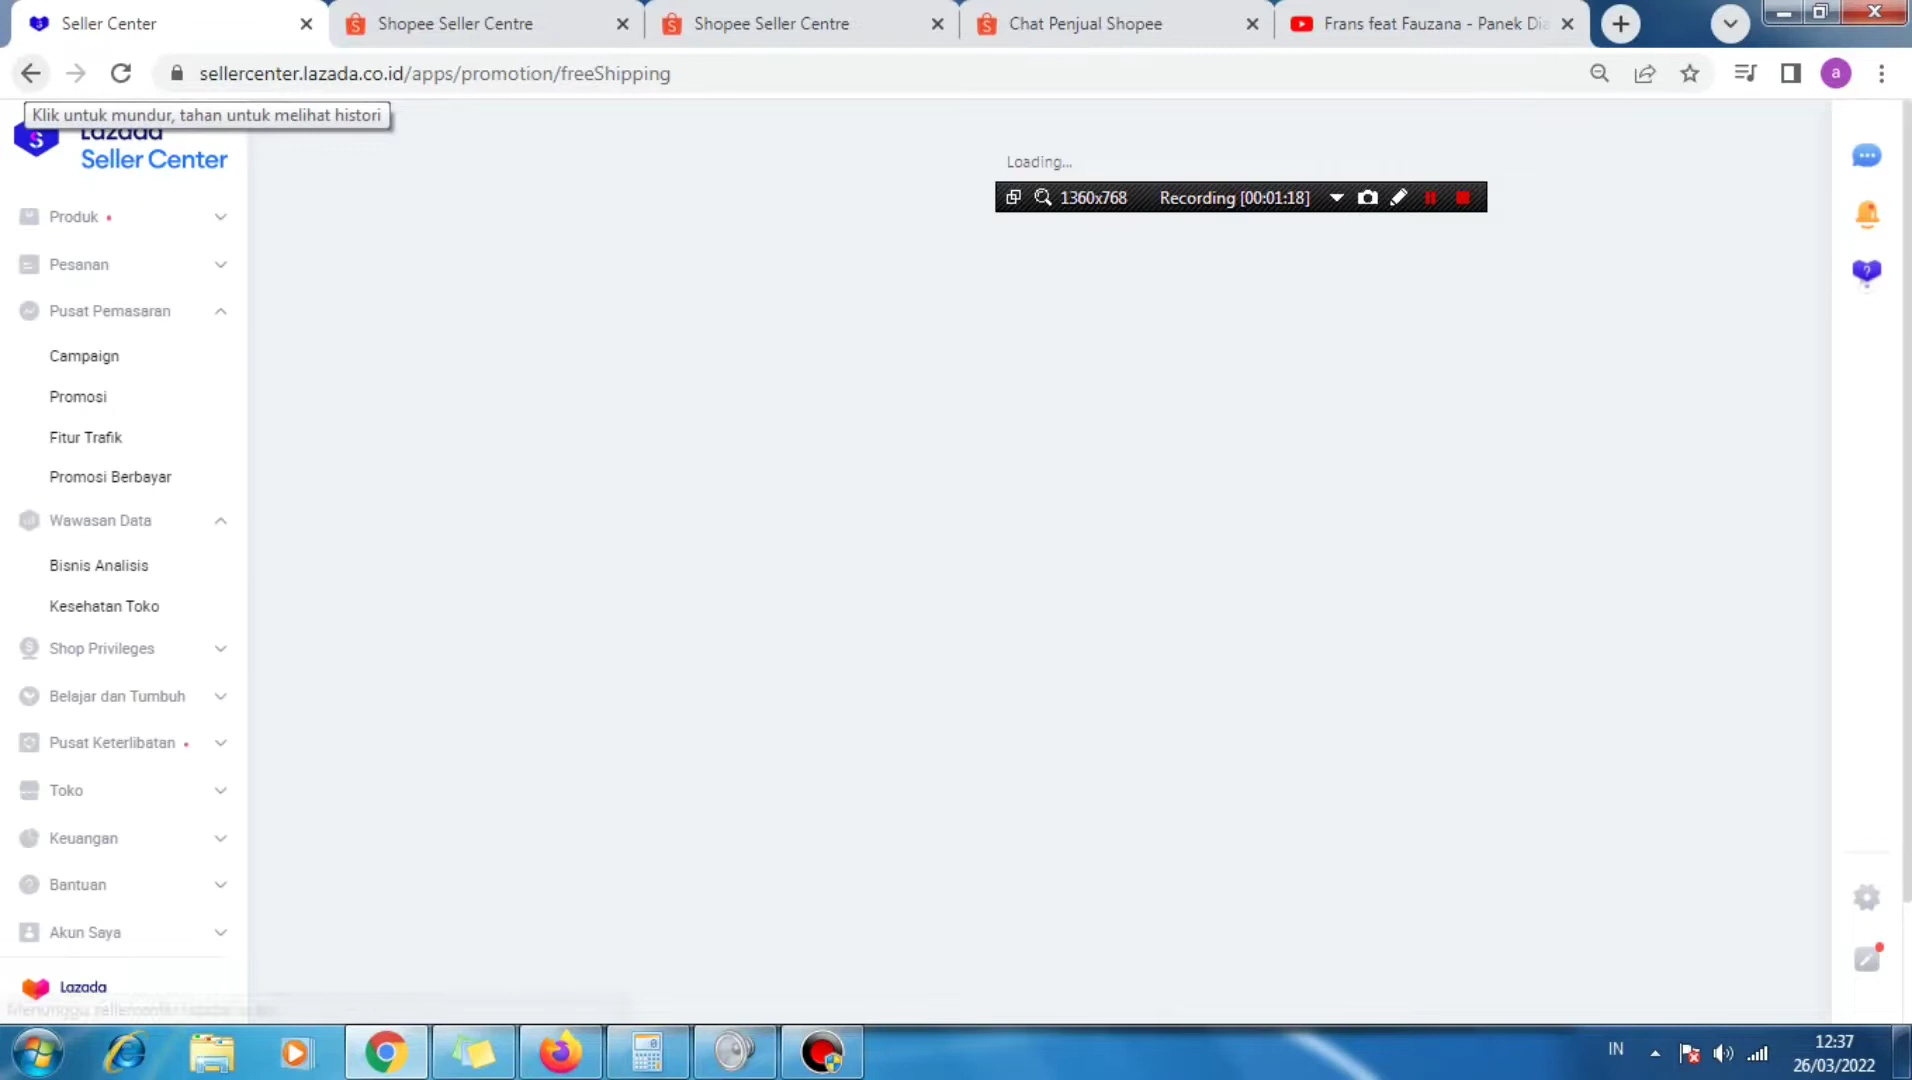 Seller Center
Shopee Seller Centre
Shopee Seller Centre
Chat Penjual Shopee
Frans feat Fauzana - Panek Dia
sellercenter.lazada.co.id/apps/promotion/freeShipping
a
Klik untuk mundur, tahan untuk melihat histori
Lazada
Seller Center
Loading...
1360x768 Recording [00:01:18]
Produk
Pesanan
Pusat Pemasaran
Campaign
Promosi
Fitur Trafik
Promosi Berbayar
Wawasan Data
Bisnis Analisis
Kesehatan Toko
Shop Privileges
Belajar dan Tumbuh
Pusat Keterlibatan
Toko
Keuangan
Bantuan
Akun Saya
Lazada
IN
12:37
26/03/2022